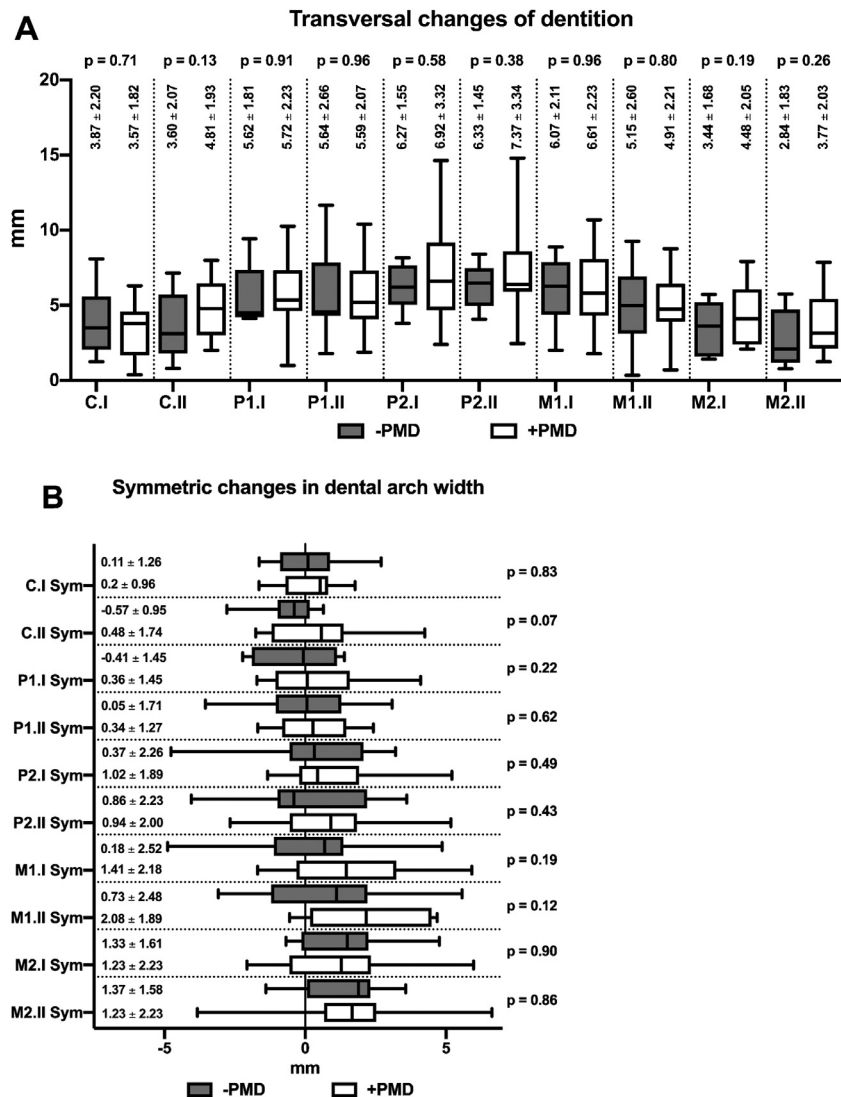 A
Transversal changes of dentition
p = 0.71 p = 0.13 p = 0.91 p = 0.96 p = 0.58 p = 0.38 p = 0.96 p = 0.80 p = 0.19 p = 0.26
3.87 ± 2.20 3.57 ± 1.82 3.60 ± 2.07 4.81 ± 1.93 5.62 ± 1.81 5.72 ± 2.23 5.64 ± 2.66 5.59 ± 2.07 6.27 ± 1.55 6.92 ± 3.32 6.33 ± 1.45 7.37 ± 3.34 6.07 ± 2.11 6.61 ± 2.23 5.15 ± 2.60 4.91 ± 2.21 3.44 ± 1.68 4.48 ± 2.05 2.84 ± 1.83 3.77 ± 2.03
20
15
10
5
0
mm
C.I C.II P1.I P1.II P2.I P2.II M1.I M1.II M2.I M2.II
-PMD +PMD
B
Symmetric changes in dental arch width
0.11 ± 1.26
p = 0.83
C.I Sym 0.2 ± 0.96
-0.57 ± 0.95
p = 0.07
C.II Sym 0.48 ± 1.74
-0.41 ± 1.45
p = 0.22
P1.I Sym 0.36 ± 1.45
0.05 ± 1.71
p = 0.62
P1.II Sym 0.34 ± 1.27
0.37 ± 2.26
p = 0.49
P2.I Sym 1.02 ± 1.89
0.86 ± 2.23
p = 0.43
P2.II Sym 0.94 ± 2.00
0.18 ± 2.52
p = 0.19
M1.I Sym 1.41 ± 2.18
0.73 ± 2.48
p = 0.12
M1.II Sym 2.08 ± 1.89
1.33 ± 1.61
p = 0.90
M2.I Sym 1.23 ± 2.23
1.37 ± 1.58
p = 0.86
M2.II Sym 1.23 ± 2.23
-5 0 5
mm
-PMD +PMD